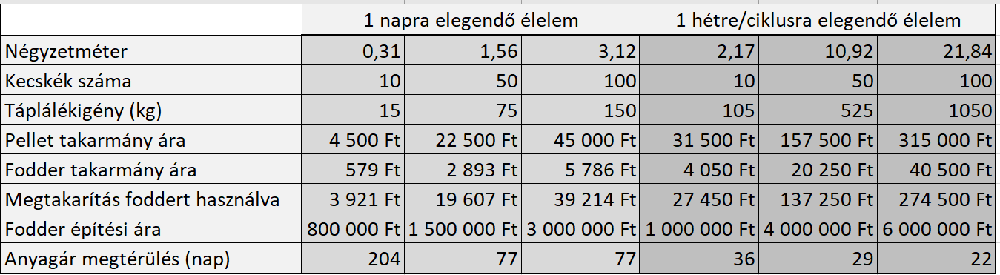 1 napra elegendő élelem 1 hétre/ciklusra elegendő élelem
Négyzetméter 0,31 1,56 3,12 2,17 10,92 21,84
Kecskék száma 10 50 100 10 50 100
Táplálékigény (kg) 15 75 150 105 525 1050
Pellet takarmány ára 4 500 Ft 22 500 Ft 45 000 Ft 31 500 Ft 157 500 Ft 315 000 Ft
Fodder takarmány ára 579 Ft 2 893 Ft 5 786 Ft 4 050 Ft 20 250 Ft 40 500 Ft
Megtakarítás foddert használva 3 921 Ft 19 607 Ft 39 214 Ft 27 450 Ft 137 250 Ft 274 500 Ft
Fodder építési ára 800 000 Ft 1 500 000 Ft 3 000 000 Ft 1 000 000 Ft 4 000 000 Ft 6 000 000 Ft
Anyagár megtérülés (nap) 204 77 77 36 29 22